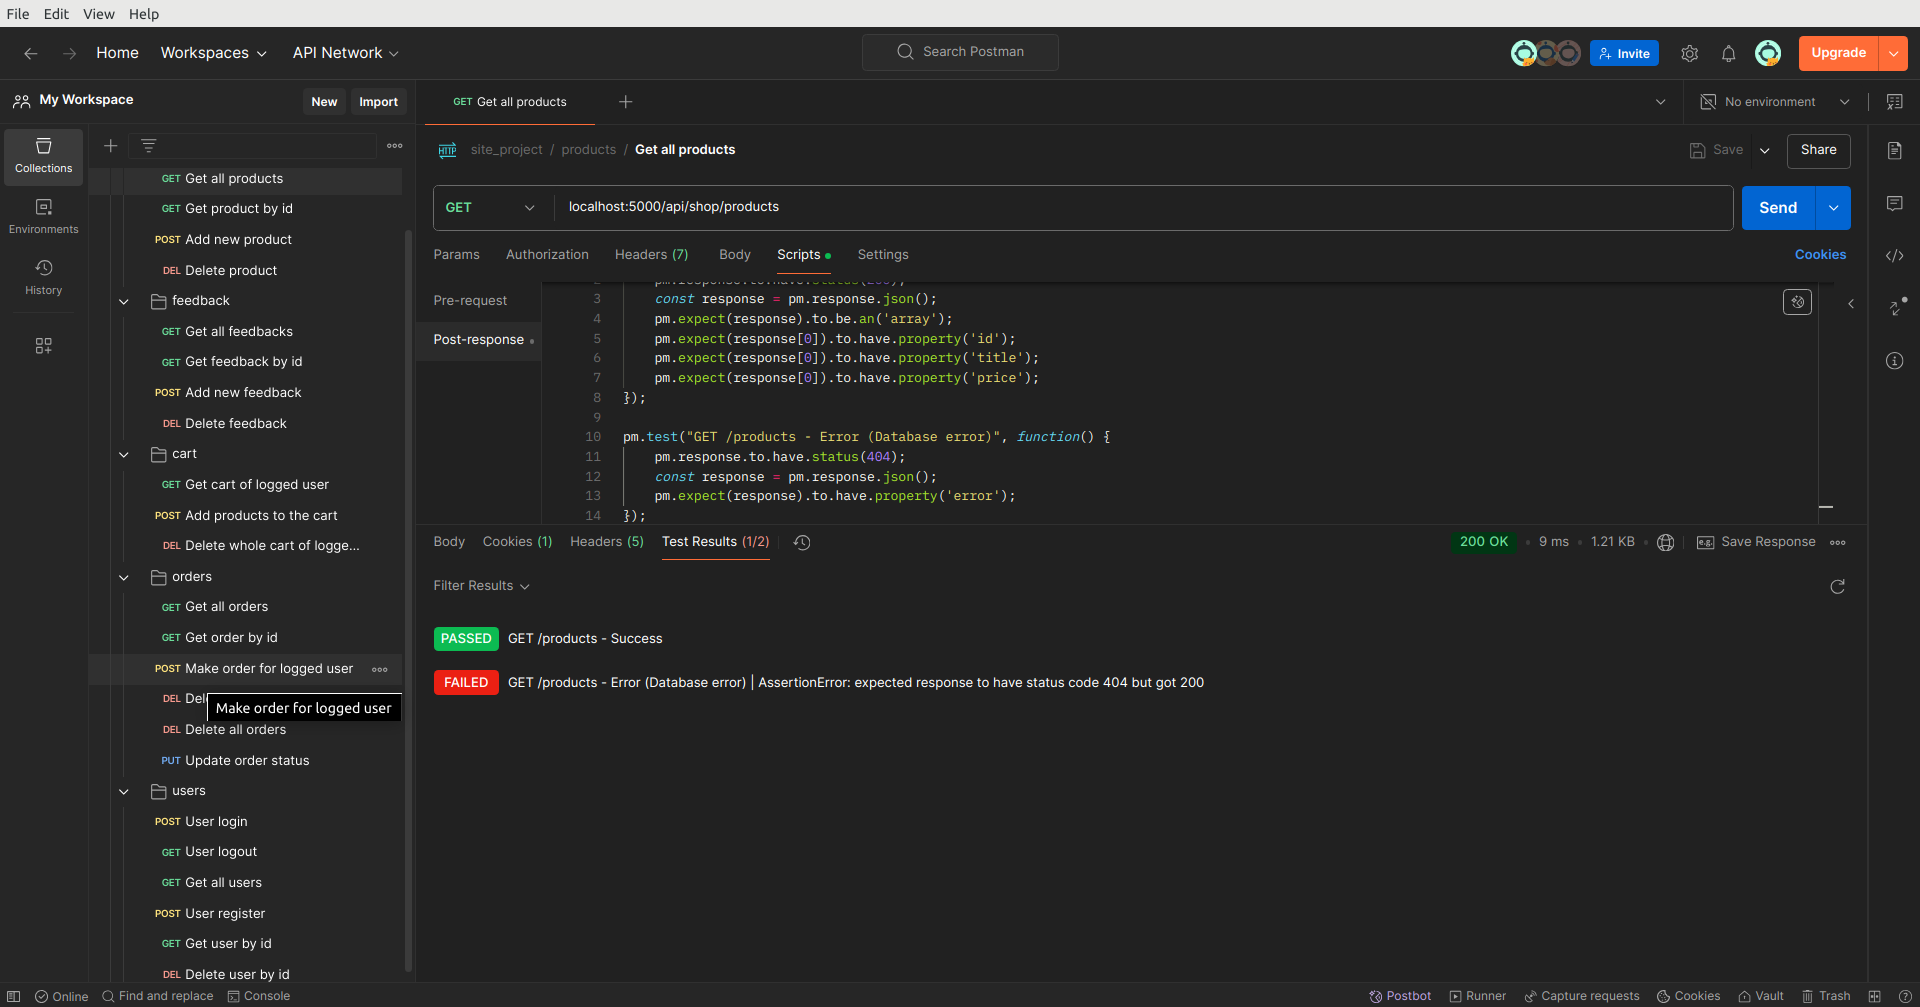 File Edit View Help
Home Workspaces API Network Search Postman Invite Upgrade
My Workspace New Import GET Get all products No environment
Collections
Environments
History
GET Get all products
GET Get product by id
POST Add new product
DEL Delete product
feedback
GET Get all feedbacks
GET Get feedback by id
POST Add new feedback
DEL Delete feedback
cart
GET Get cart of logged user
POST Add products to the cart
DEL Delete whole cart of logge...
orders
GET Get all orders
GET Get order by id
POST Make order for logged user
DEL
Make order for logged user
DEL Delete all orders
PUT Update order status
users
POST User login
GET User logout
GET Get all users
POST User register
GET Get user by id
DEL Delete user by id
HTTP site_project / products / Get all products Save Share
GET localhost:5000/api/shop/products Send
Params Authorization Headers (7) Body Scripts Settings Cookies
Pre-request
Post-response
3 const response = pm.response.json();
4 pm.expect(response).to.be.an('array');
5 pm.expect(response[0]).to.have.property('id');
6 pm.expect(response[0]).to.have.property('title');
7 pm.expect(response[0]).to.have.property('price');
8 });
9
10 pm.test("GET /products - Error (Database error)", function() {
11 pm.response.to.have.status(404);
12 const response = pm.response.json();
13 pm.expect(response).to.have.property('error');
14 });
Body Cookies (1) Headers (5) Test Results (1/2) 200 OK • 9 ms • 1.21 KB • e.g. Save Response
Filter Results
PASSED GET /products - Success
FAILED GET /products - Error (Database error) | AssertionError: expected response to have status code 404 but got 200
Online Find and replace Console Postbot Runner Capture requests Cookies Vault Trash